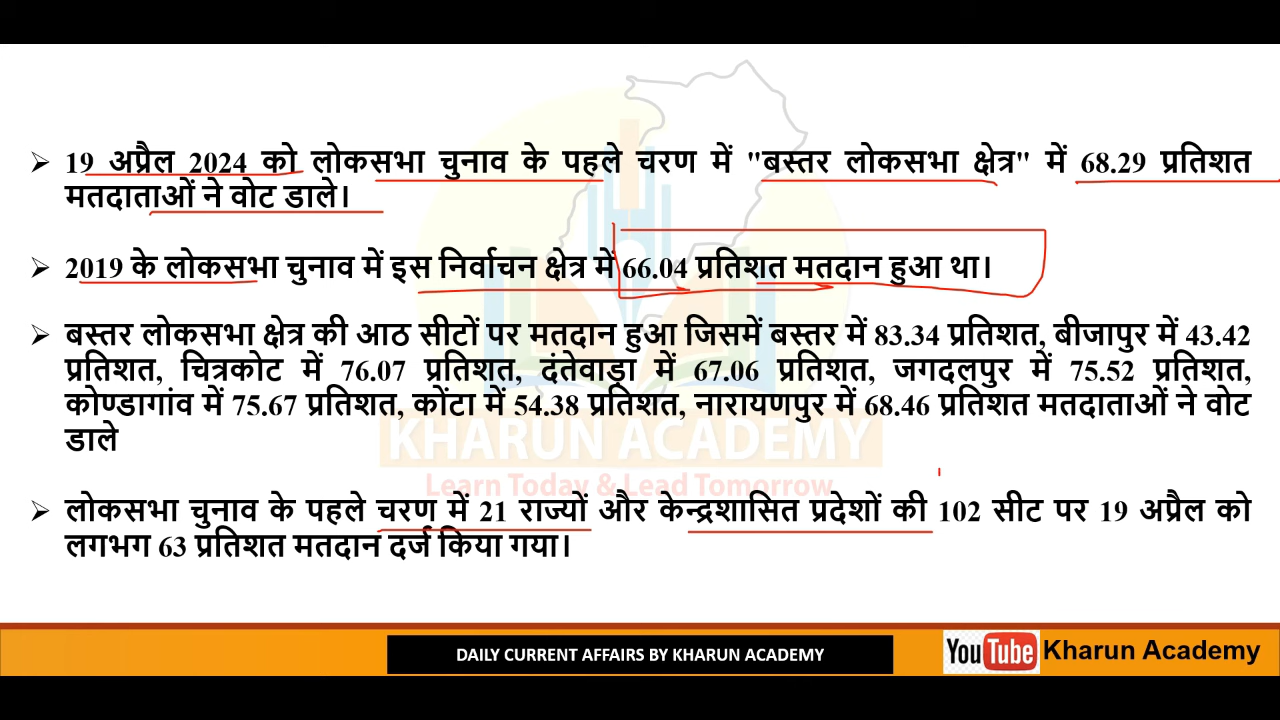 ➢ 19 अप्रैल 2024 को लोकसभा चुनाव के पहले चरण में "बस्तर लोकसभा क्षेत्र" में 68.29 प्रतिशत
मतदाताओं ने वोट डाले।
➢ 2019 के लोकसभा चुनाव में इस निर्वाचन क्षेत्र में 66.04 प्रतिशत मतदान हुआ था।
➢ बस्तर लोकसभा क्षेत्र की आठ सीटों पर मतदान हुआ जिसमें बस्तर में 83.34 प्रतिशत, बीजापुर में 43.42
प्रतिशत, चित्रकोट में 76.07 प्रतिशत, दंतेवाड़ा में 67.06 प्रतिशत, जगदलपुर में 75.52 प्रतिशत,
कोण्डागांव में 75.67 प्रतिशत, कोंटा में 54.38 प्रतिशत, नारायणपुर में 68.46 प्रतिशत मतदाताओं ने वोट
डाले
KHARUN ACADEMY
Learn Today & Lead Tomorrow
➢ लोकसभा चुनाव के पहले चरण में 21 राज्यों और केन्द्रशासित प्रदेशों की 102 सीट पर 19 अप्रैल को
लगभग 63 प्रतिशत मतदान दर्ज किया गया।
DAILY CURRENT AFFAIRS BY KHARUN ACADEMY
YouTube Kharun Academy